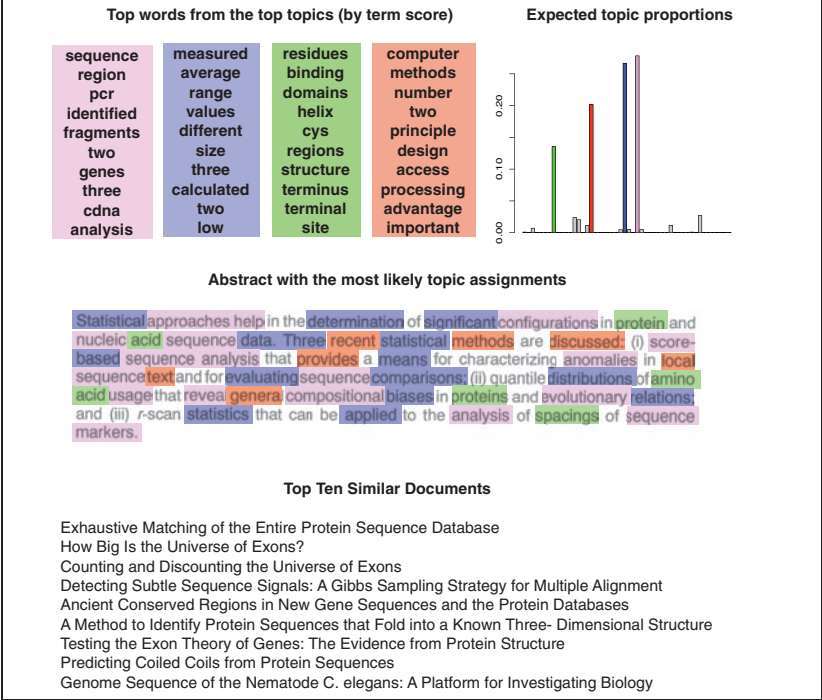 Top words from the top topics (by term score)
Expected topic proportions
sequence
region
pcr
identified
fragments
two
genes
three
cdna
analysis
measured
average
range
values
different
size
three
calculated
two
low
residues
binding
domains
helix
cys
regions
structure
terminus
terminal
site
computer
methods
number
two
principle
design
access
processing
advantage
important
0.20
0.10
0.00
Abstract with the most likely topic assignments
Statistical approaches help in the determination of significant configurations in protein and
nucleic acid sequence data. Three recent statistical methods are discussed: (i) score-
based sequence analysis that provides a means for characterizing anomalies in local
sequence text and for evaluating sequence comparisons; (ii) quantile distributions of amino
acid usage that reveal general compositional biases in proteins and evolutionary relations;
and (iii) r-scan statistics that can be applied to the analysis of spacings of sequence
markers.
Top Ten Similar Documents
Exhaustive Matching of the Entire Protein Sequence Database
How Big Is the Universe of Exons?
Counting and Discounting the Universe of Exons
Detecting Subtle Sequence Signals: A Gibbs Sampling Strategy for Multiple Alignment
Ancient Conserved Regions in New Gene Sequences and the Protein Databases
A Method to Identify Protein Sequences that Fold into a Known Three- Dimensional Structure
Testing the Exon Theory of Genes: The Evidence from Protein Structure
Predicting Coiled Coils from Protein Sequences
Genome Sequence of the Nematode C. elegans: A Platform for Investigating Biology